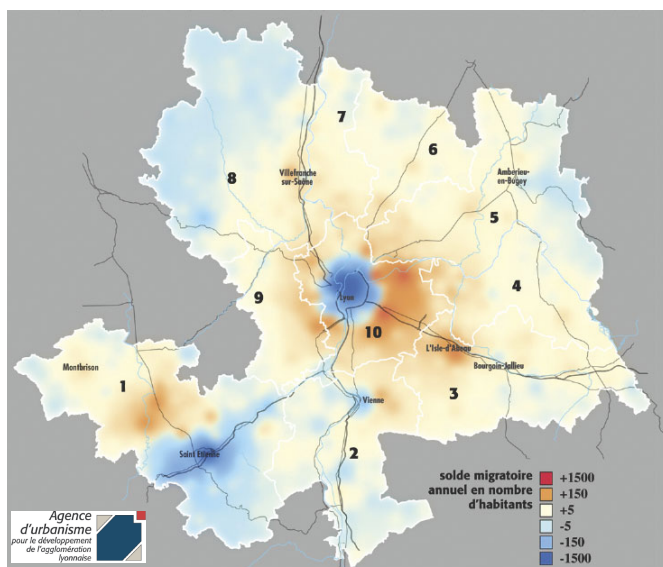 7
6
Villefranche
sur-Saône
8
Amberieu-
en-Bugey
5
4
9
Lyon
10
L'Isle-d'Abeau
Bourgoin-Jallieu
Montbrison
1
3
Vienne
2
Saint Etienne
solde migratoire
annuel en nombre
d'habitants
+1500
+150
+5
-5
-150
-1500
Agence
d'urbanisme
pour le développement
de l'agglomération
lyonnaise